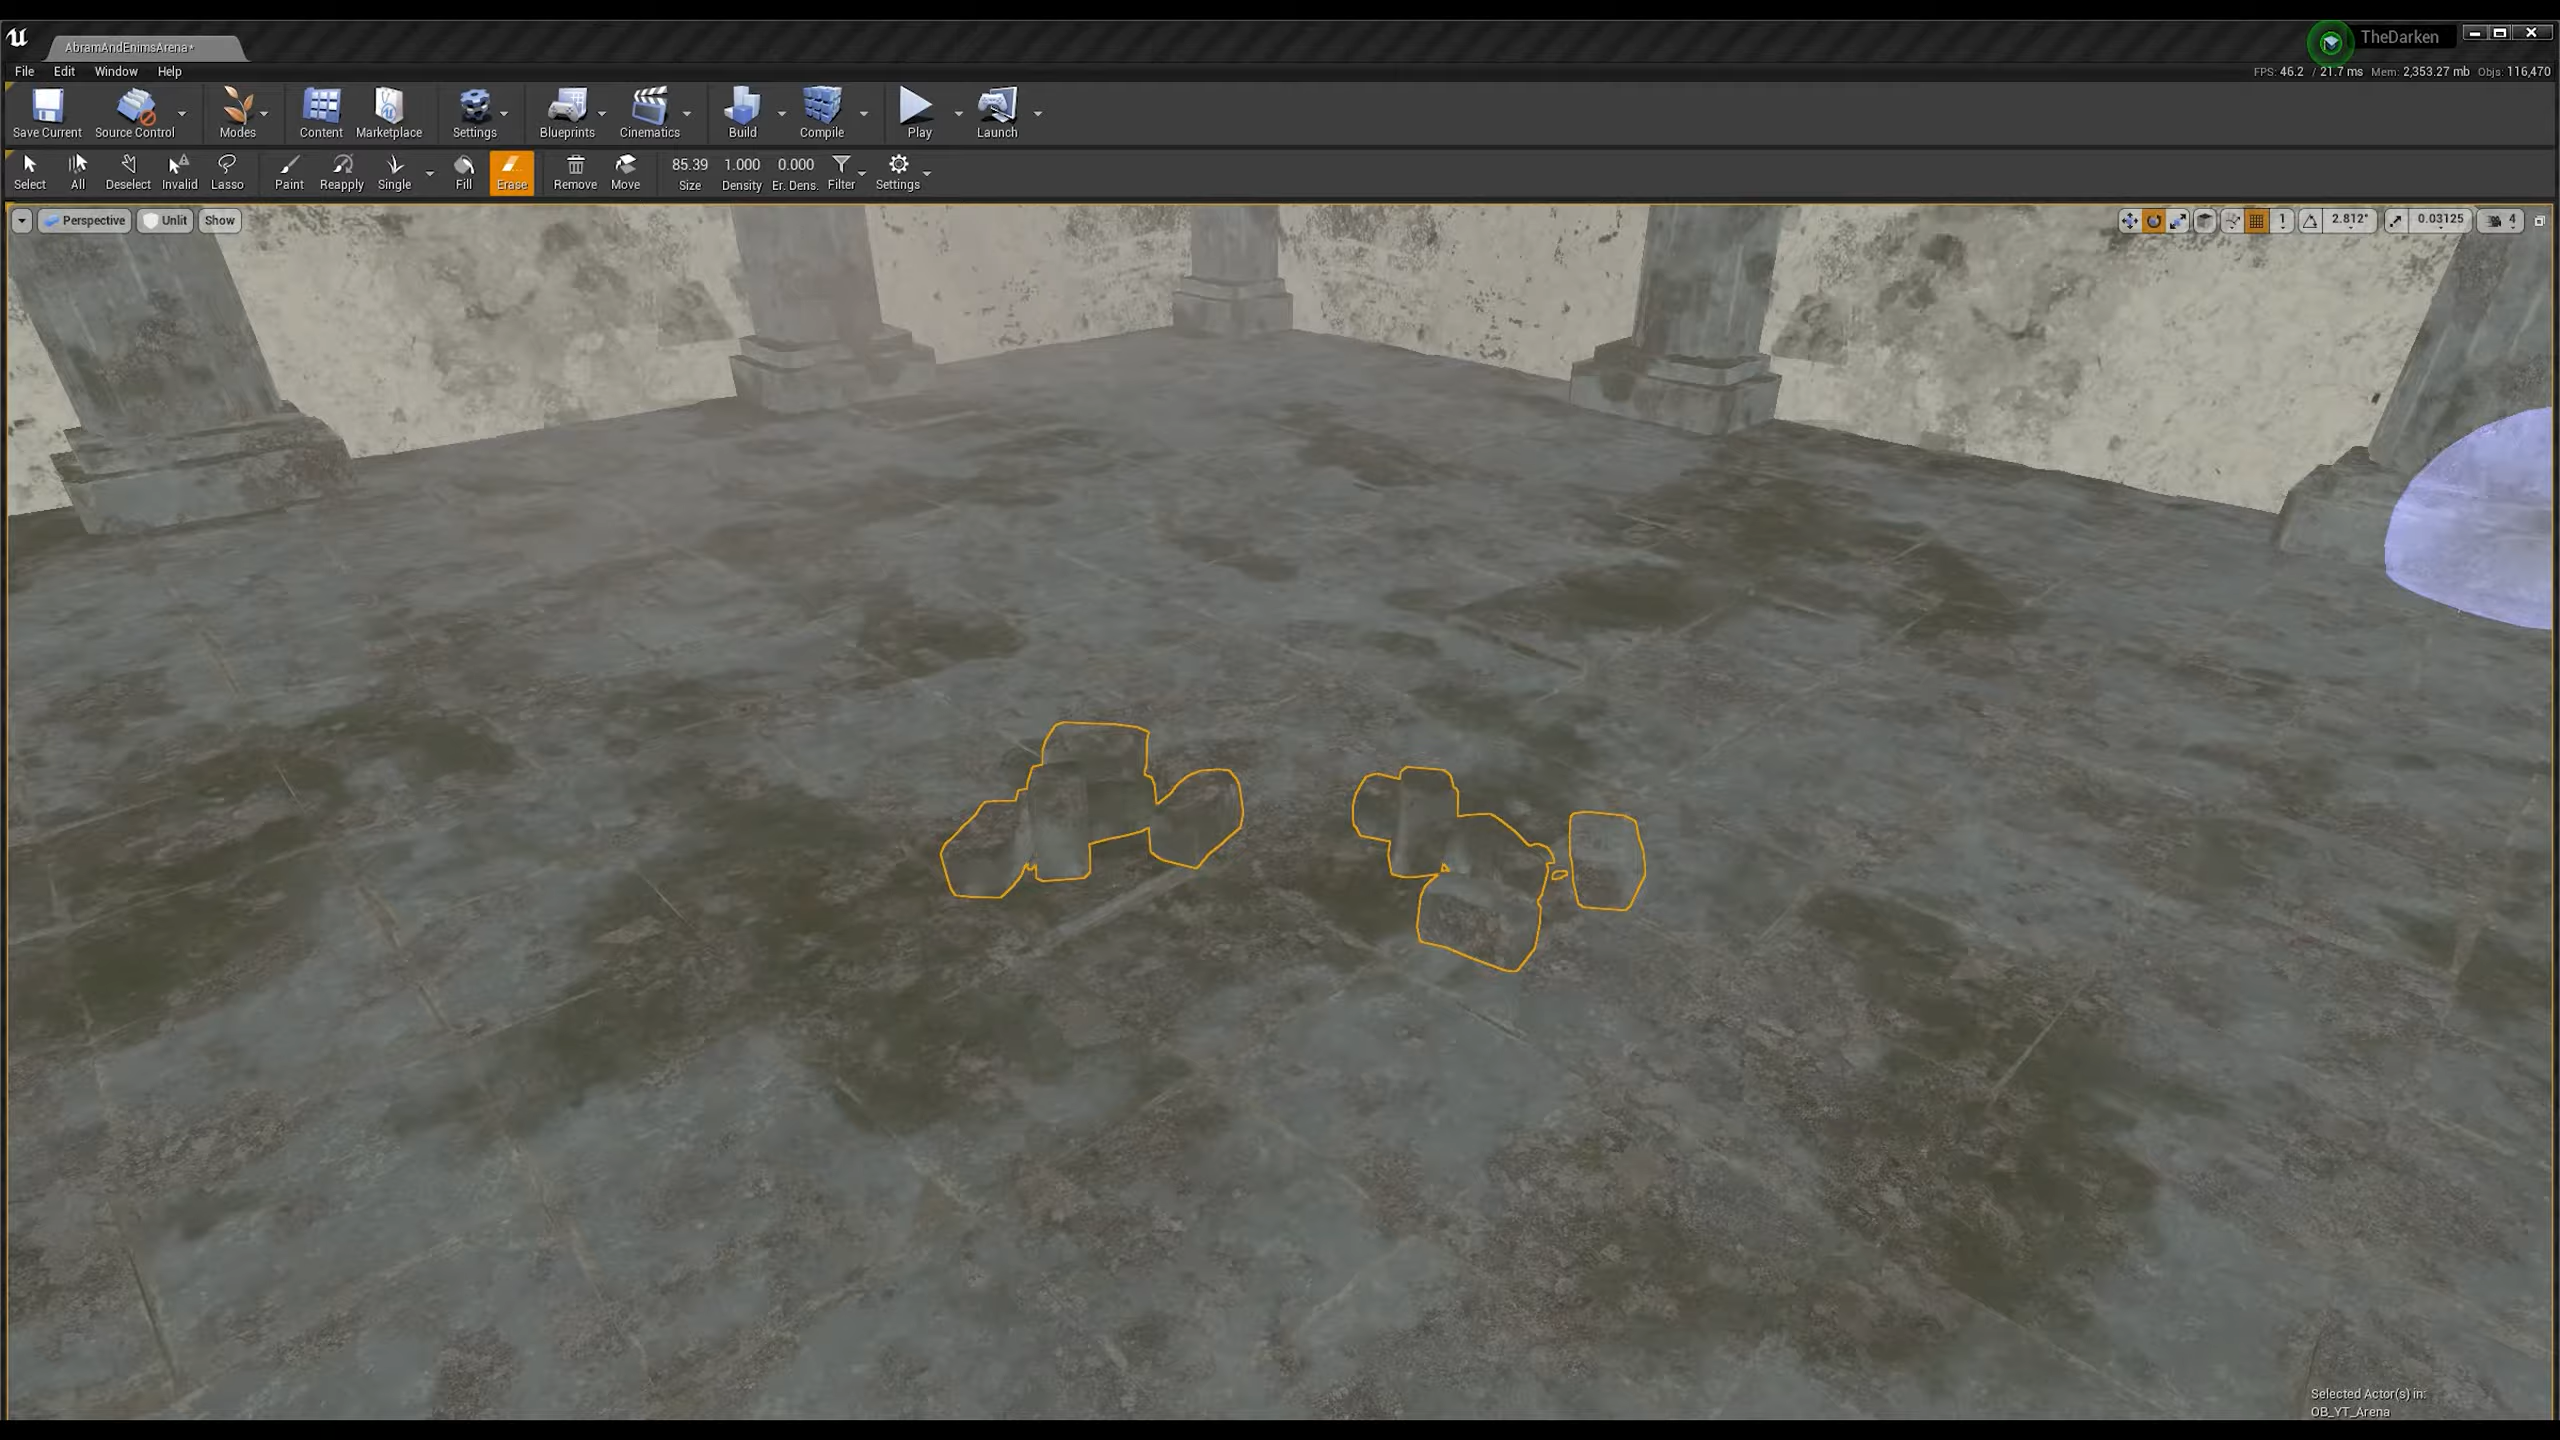 AbramAndEnimsArena*
TheDarken
File Edit Window Help
FPS: 46.2 / 21.7 ms Mem: 2,353.27 mb Objs: 116,470
Save Current Source Control Modes Content Marketplace Settings Blueprints Cinematics Build Compile Play Launch
85.39 1.000 0.000
Select All Deselect Invalid Lasso Paint Reapply Single Fill Erase Remove Move Size Density Er. Dens. Filter Settings
Perspective Unlit Show 1 2.812° 0.03125 4
Selected Actor(s) in:
OB_YT_Arena